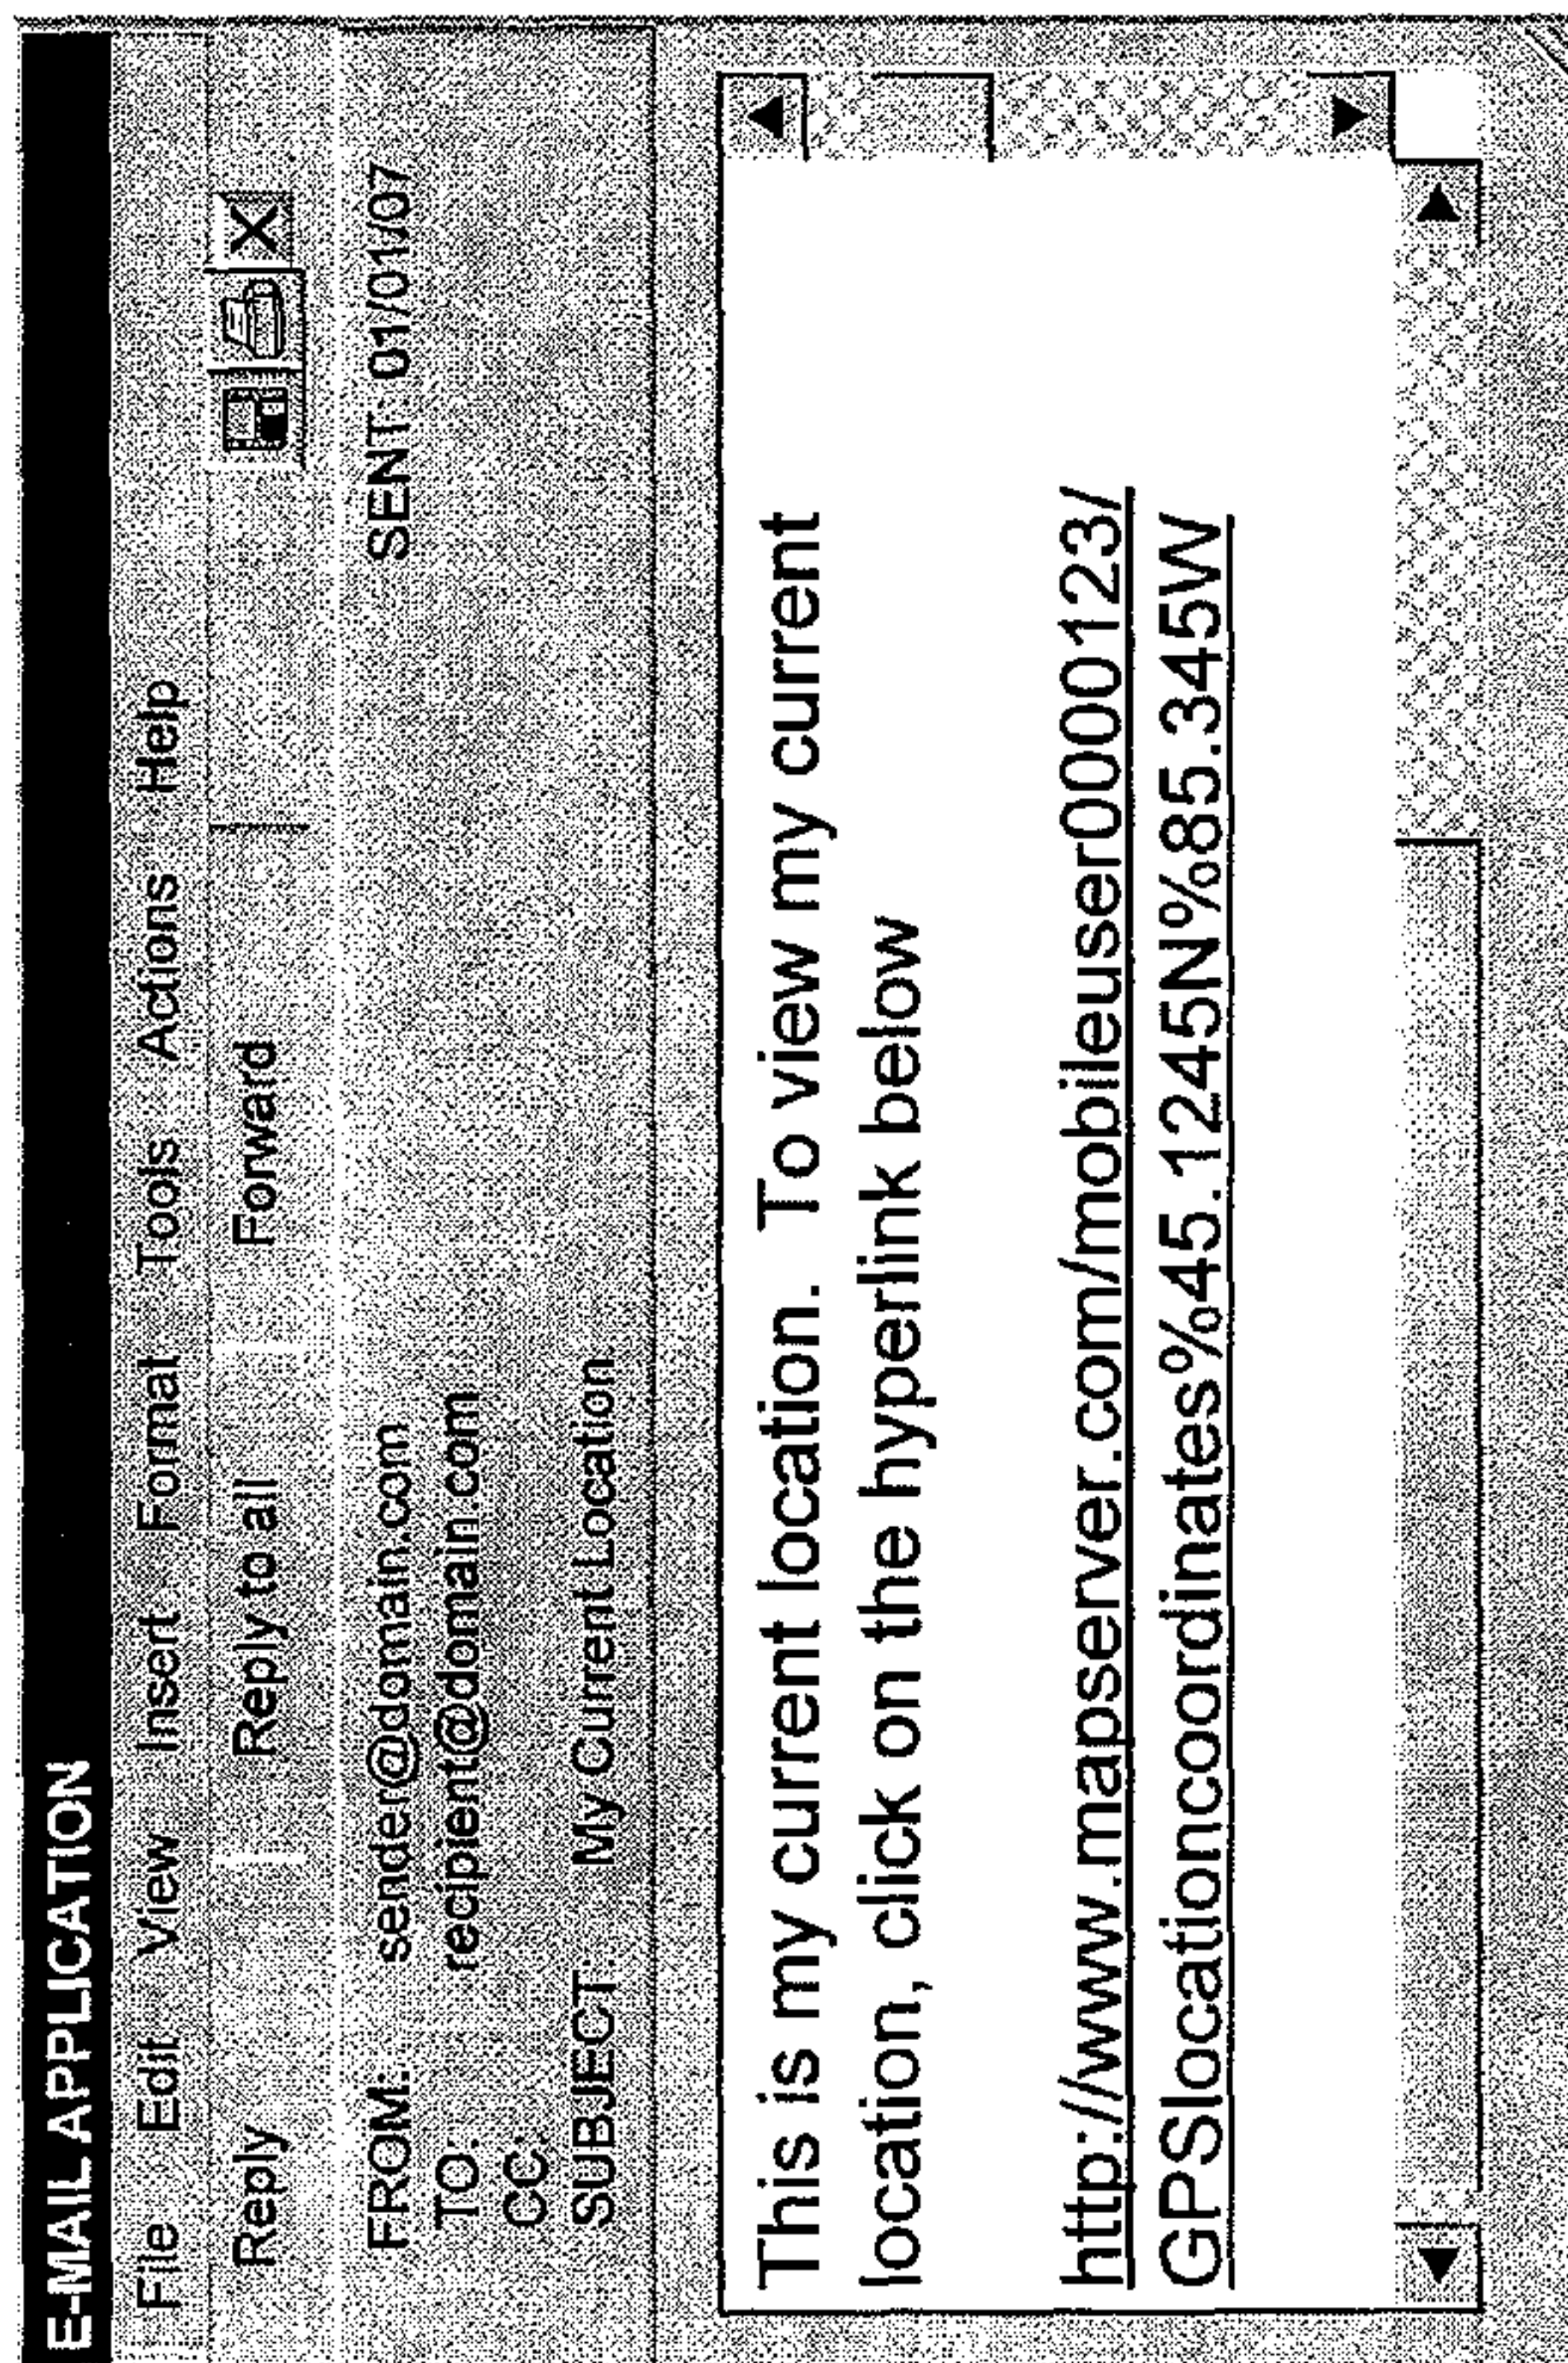 E-MAIL APPLICATION
File Edit View Insert Format Tools Actions Help
Reply Reply to all Forward X
FROM: sender@domain.com SENT: 01/01/07
TO: recipient@domain.com
CC:
SUBJECT: My Current Location
This is my current location. To view my current
location, click on the hyperlink below
http://www.mapserver.com/mobileuser0000123/
GPSlocationcoordinates%45.1245N%85.345W